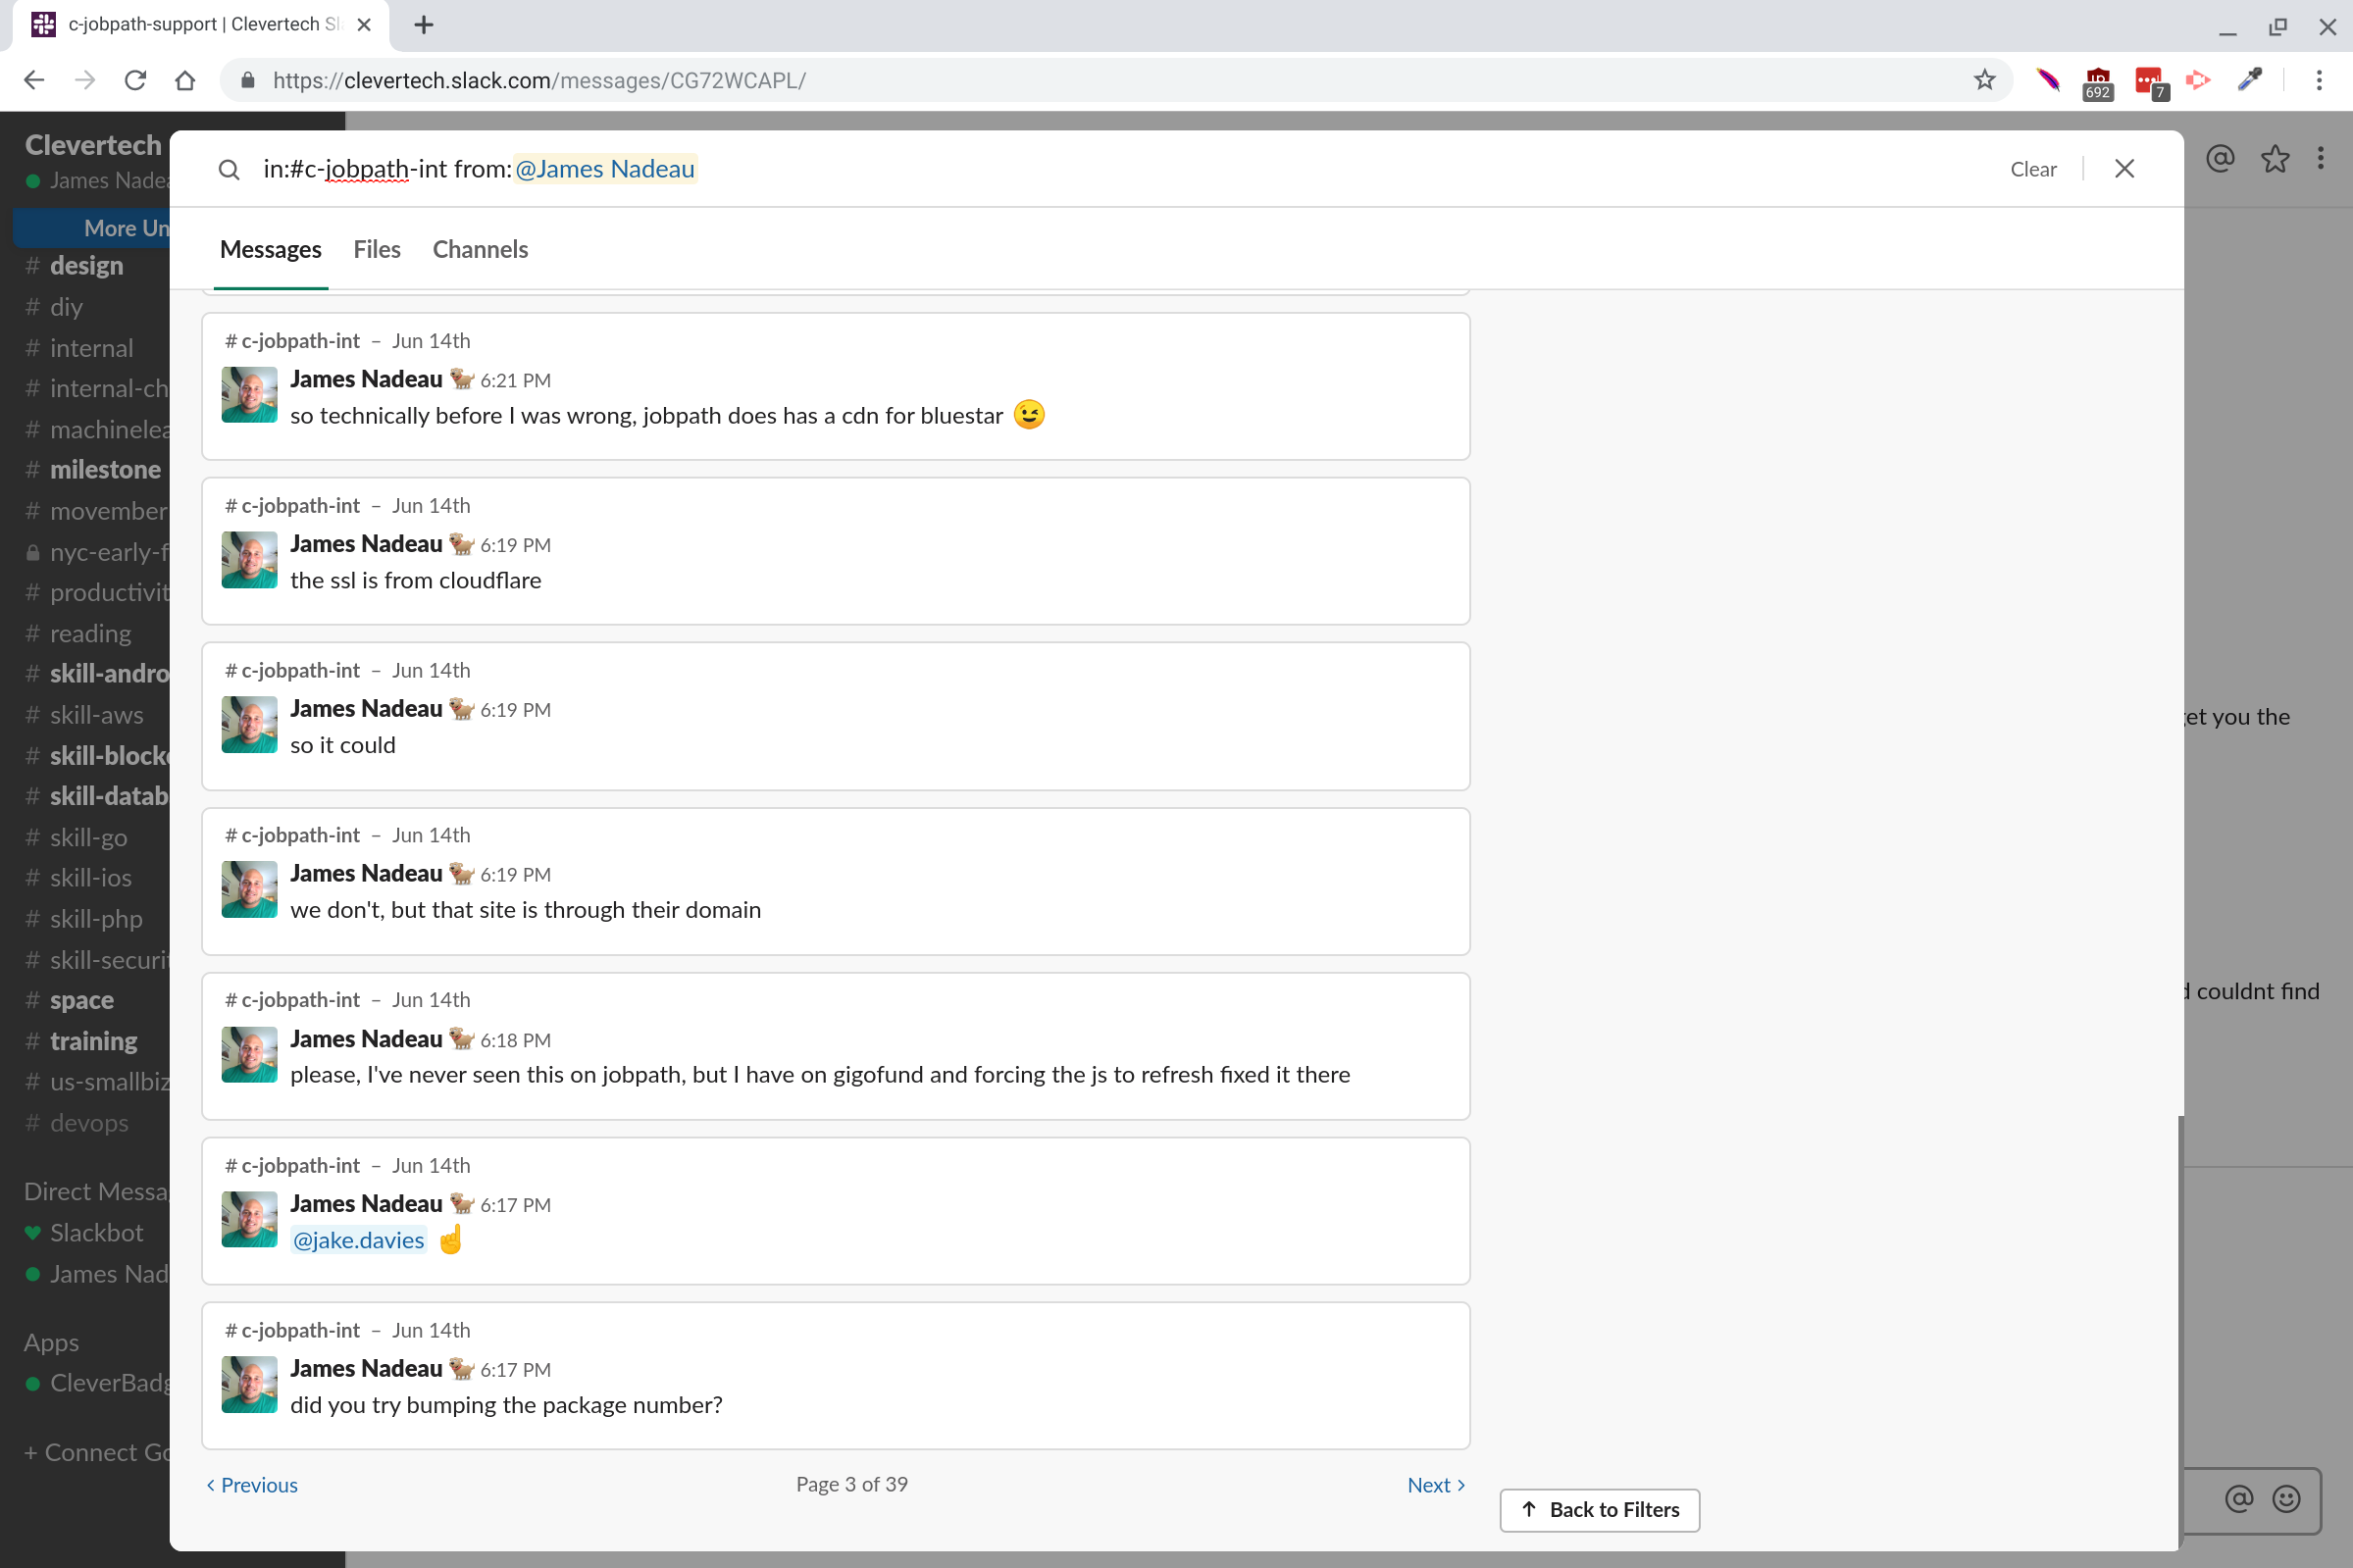 c-jobpath-support | Clevertech Sl
https://clevertech.slack.com/messages/CG72WCAPL/
692
7
Clevertech
James Nadea
More Un
# design
# diy
# internal
# internal-ch
# machinelea
# milestone
# movember
nyc-early-f
# productivit
# reading
# skill-andro
# skill-aws
# skill-blocke
# skill-datab
# skill-go
# skill-ios
# skill-php
# skill-securit
# space
# training
# us-smallbiz
# devops
Direct Messa
Slackbot
James Nad
Apps
CleverBadg
+ Connect Go
in:#c-jobpath-int from:@James Nadeau
Clear
Messages Files Channels
# c-jobpath-int – Jun 14th
James Nadeau 6:21 PM
so technically before I was wrong, jobpath does has a cdn for bluestar 😉
# c-jobpath-int – Jun 14th
James Nadeau 6:19 PM
the ssl is from cloudflare
# c-jobpath-int – Jun 14th
James Nadeau 6:19 PM
so it could
# c-jobpath-int – Jun 14th
James Nadeau 6:19 PM
we don't, but that site is through their domain
# c-jobpath-int – Jun 14th
James Nadeau 6:18 PM
please, I've never seen this on jobpath, but I have on gigofund and forcing the js to refresh fixed it there
# c-jobpath-int – Jun 14th
James Nadeau 6:17 PM
@jake.davies ☝
# c-jobpath-int – Jun 14th
James Nadeau 6:17 PM
did you try bumping the package number?
‹ Previous
Page 3 of 39
Next ›
↑ Back to Filters
get you the
d couldnt find